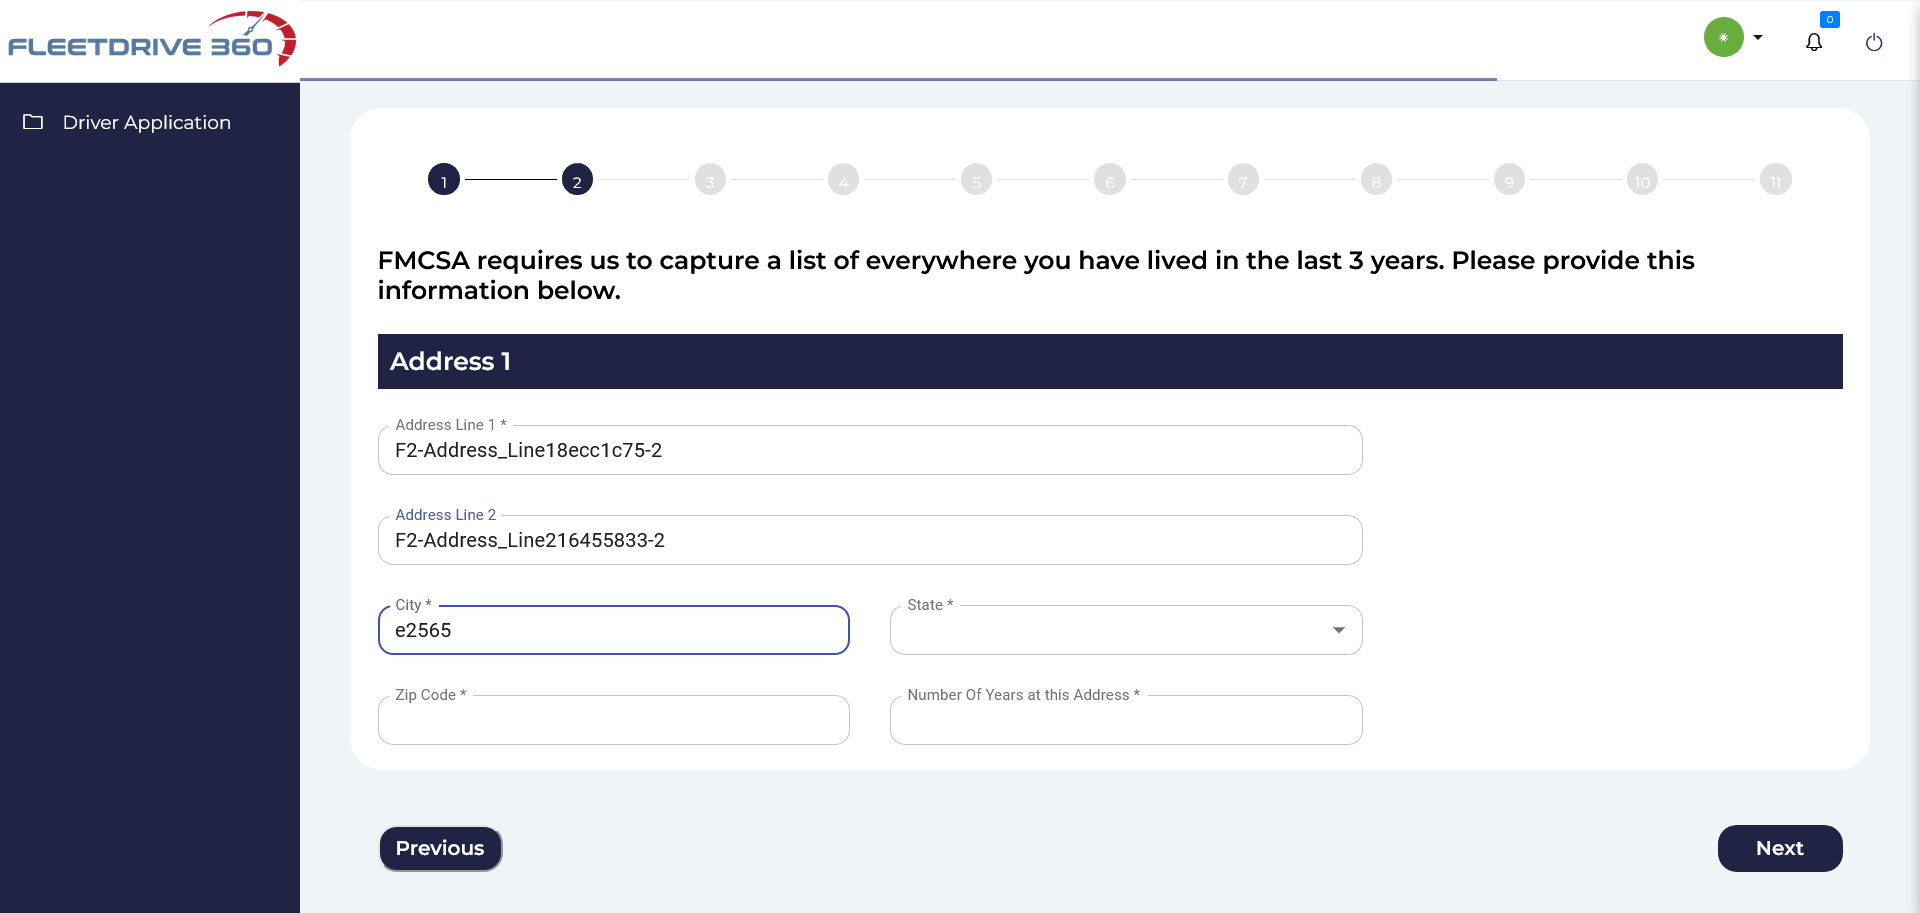 FLEETDRIVE 360
0
Driver Application
1 2 3 4 5 6 7 8 9 10 11
FMCSA requires us to capture a list of everywhere you have lived in the last 3 years. Please provide this
information below.
Address 1
Address Line 1 *
F2-Address_Line18ecc1c75-2
Address Line 2
F2-Address_Line216455833-2
City *
e2565
State *
Zip Code *
Number Of Years at this Address *
Previous
Next